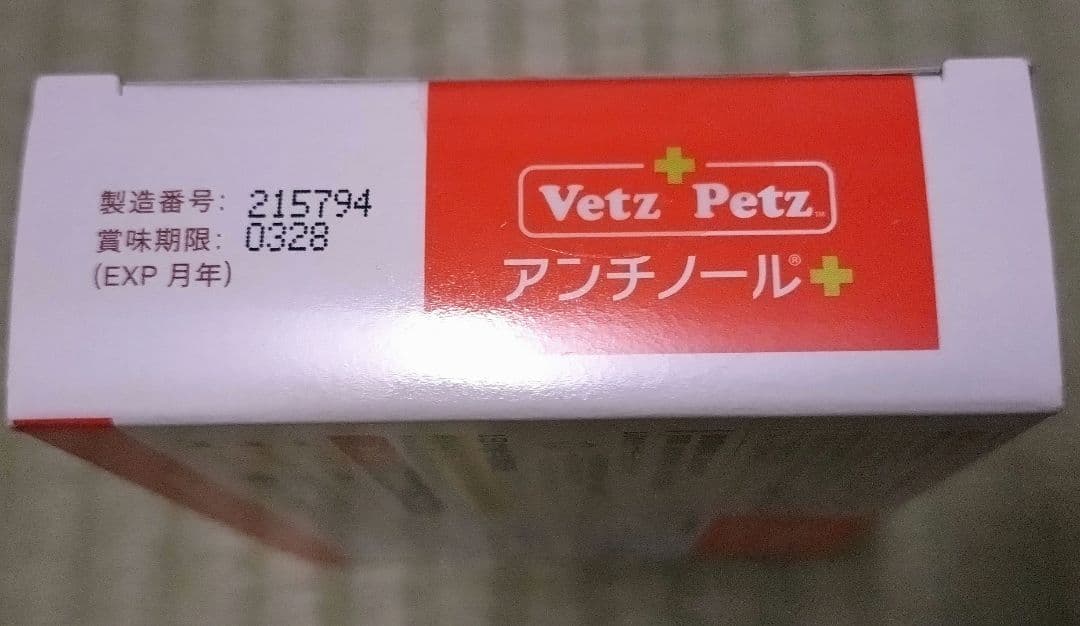 製造番号: 215794
賞味期限: 0328
(EXP 月年)
Vetz Petz™
アンチノール®